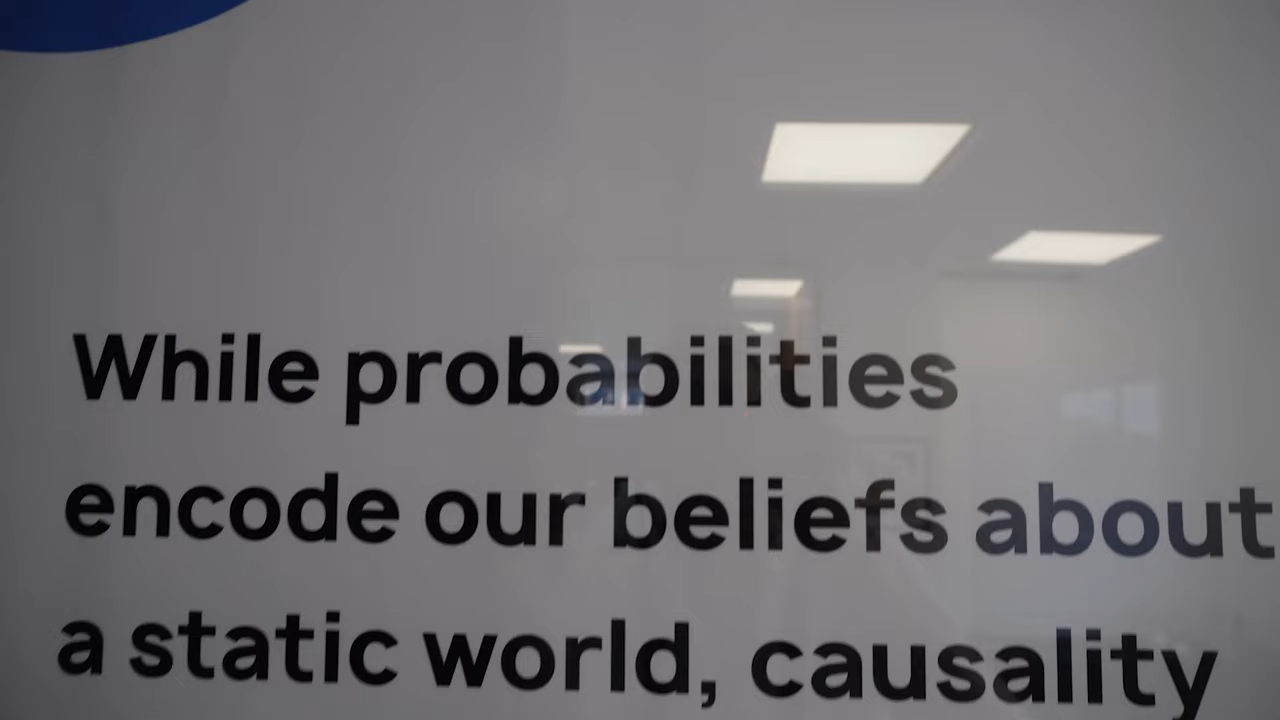 While probabilities
encode our beliefs about
a static world, causality